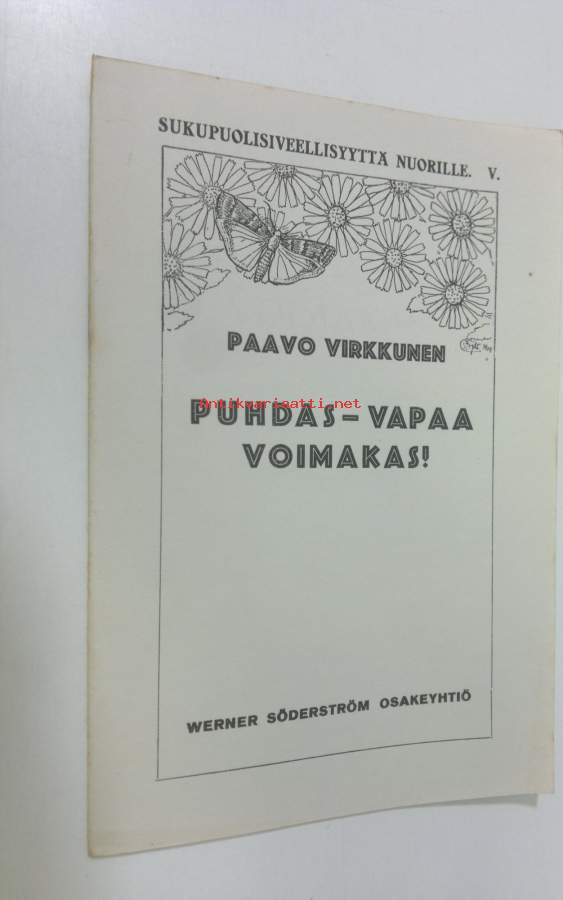 SUKUPUOLISIVEELLISYYTTÄ NUORILLE. V.
PAAVO VIRKKUNEN
Antikvariaatti.net
PUHDAS – VAPAA
VOIMAKAS!
WERNER SÖDERSTRÖM OSAKEYHTIÖ